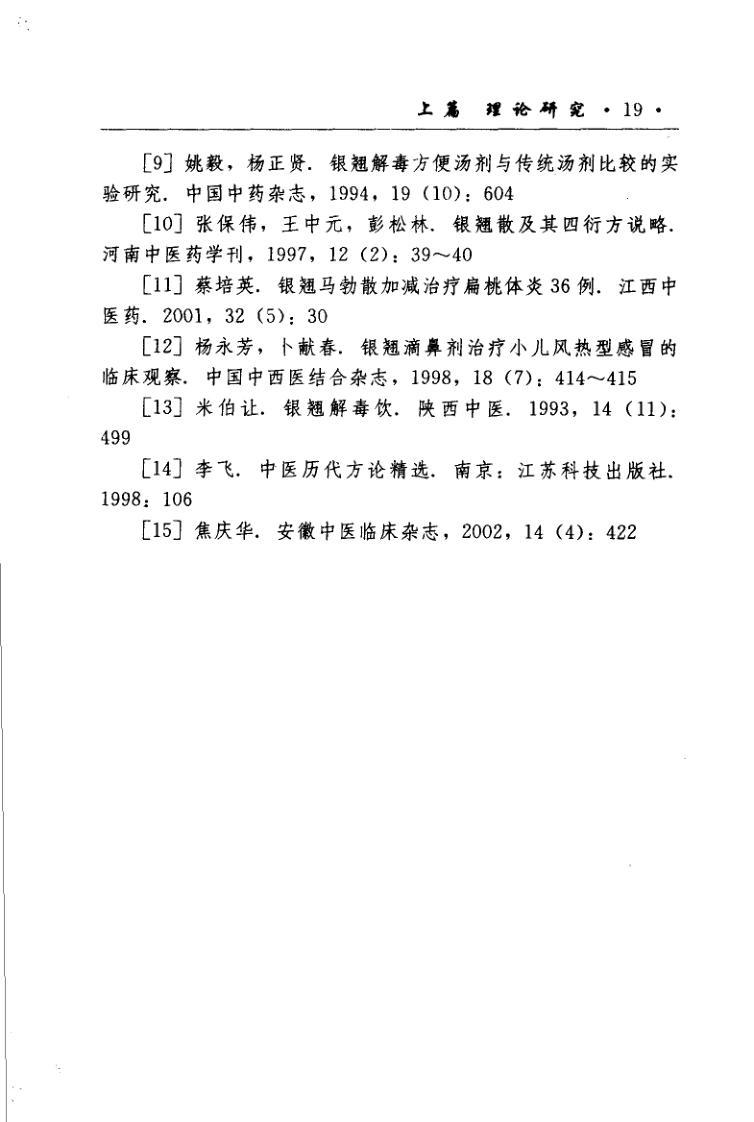 上篇 理论研究 · 19 ·
[9] 姚毅，杨正贤．银翘解毒方便汤剂与传统汤剂比较的实
验研究．中国中药杂志，1994，19（10）：604
[10] 张保伟，王中元，彭松林．银翘散及其四衍方说略．
河南中医药学刊，1997，12（2）：39～40
[11] 蔡培英．银翘马勃散加减治疗扁桃体炎 36 例．江西中
医药．2001，32（5）：30
[12] 杨永芳，卜献春．银翘滴鼻剂治疗小儿风热型感冒的
临床观察．中国中西医结合杂志，1998，18（7）：414～415
[13] 米伯让．银翘解毒饮．陕西中医．1993，14（11）：
499
[14] 李飞．中医历代方论精选．南京：江苏科技出版社．
1998：106
[15] 焦庆华．安徽中医临床杂志，2002，14（4）：422